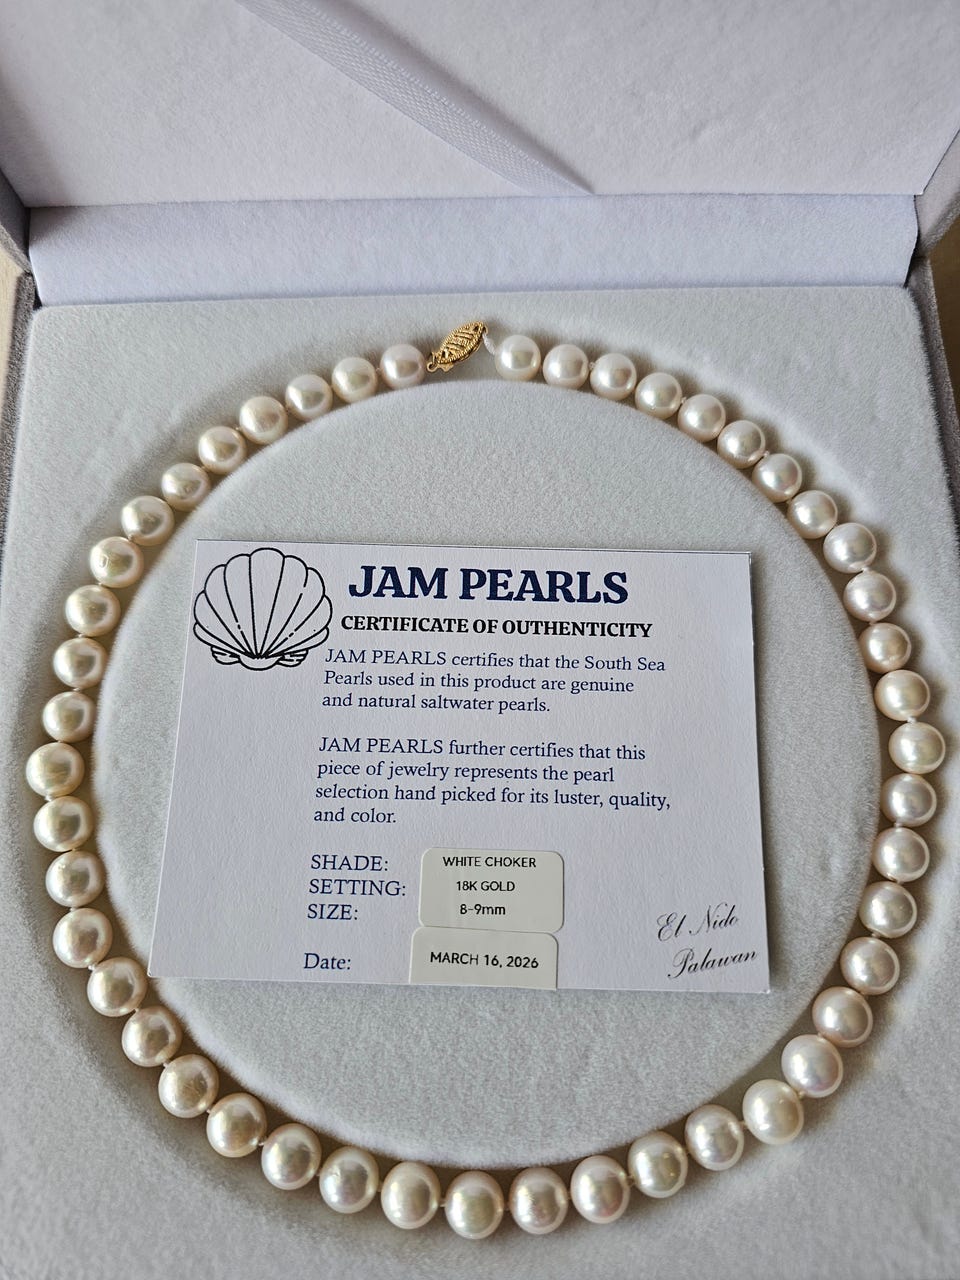 JAM PEARLS
CERTIFICATE OF OUTHENTICITY
JAM PEARLS certifies that the South Sea
Pearls used in this product are genuine
and natural saltwater pearls.
JAM PEARLS further certifies that this
piece of jewelry represents the pearl
selection hand picked for its luster, quality,
and color.
SHADE: WHITE CHOKER
SETTING: 18K GOLD
SIZE: 8-9mm
Date: MARCH 16, 2026
El Nido
Palawan